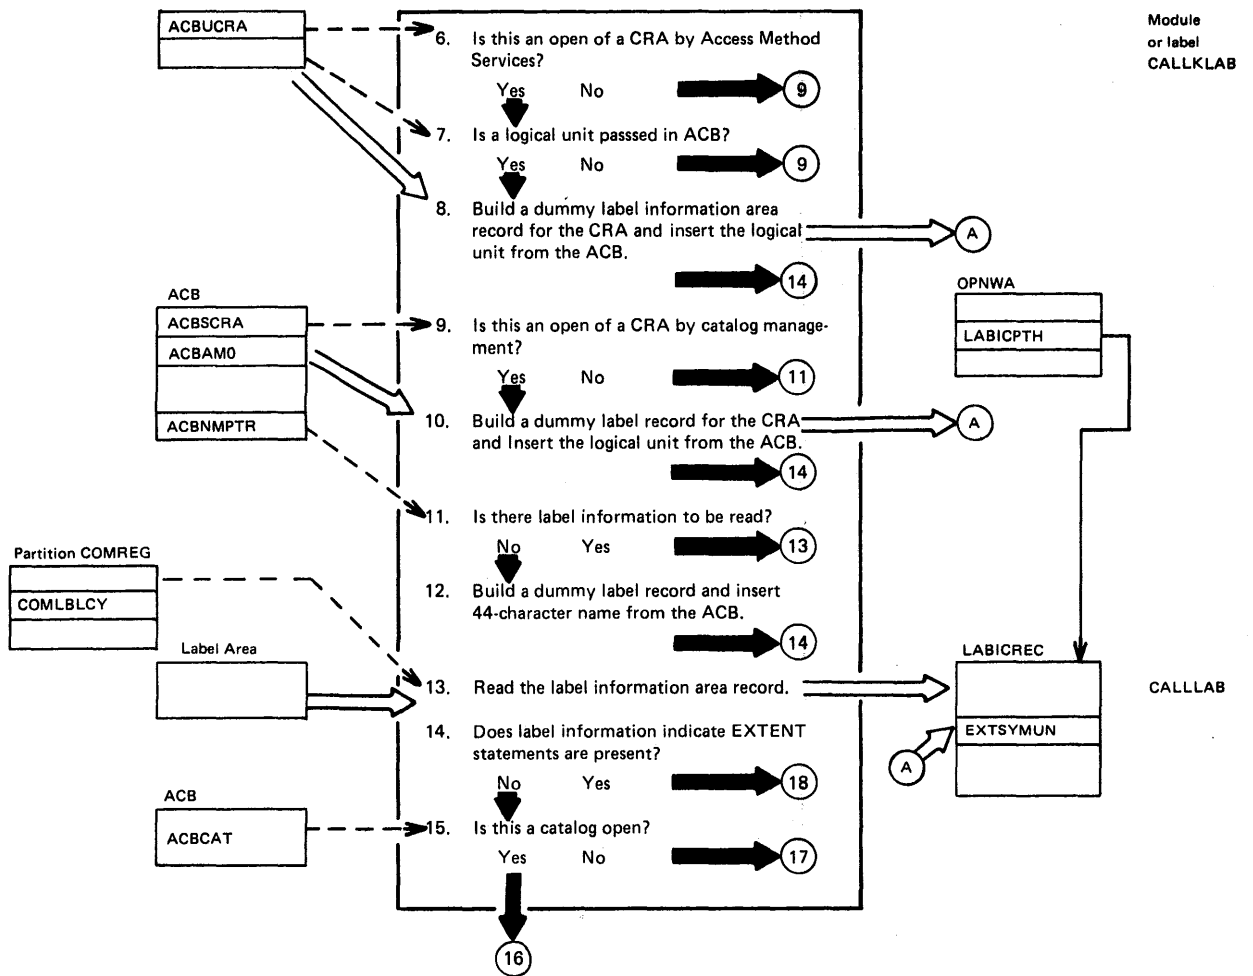 ACBUCRA
Module
or label
CALLKLAB
6. Is this an open of a CRA by Access Method
Services?
Yes No 9
7. Is a logical unit passsed in ACB?
Yes No 9
8. Build a dummy label information area
record for the CRA and insert the logical
unit from the ACB.
A
14
ACB
ACBSCRA
ACBAM0
ACBNMPTR
OPNWA
LABICPTH
9. Is this an open of a CRA by catalog manage-
ment?
Yes No 11
10. Build a dummy label record for the CRA
and Insert the logical unit from the ACB.
A
14
11. Is there label information to be read?
No Yes 13
Partition COMREG
COMLBLCY
12. Build a dummy label record and insert
44-character name from the ACB.
14
Label Area
LABICREC
13. Read the label information area record.
CALLLAB
EXTSYMUN
A
14. Does label information indicate EXTENT
statements are present?
No Yes 18
ACB
ACBCAT
15. Is this a catalog open?
Yes No 17
16